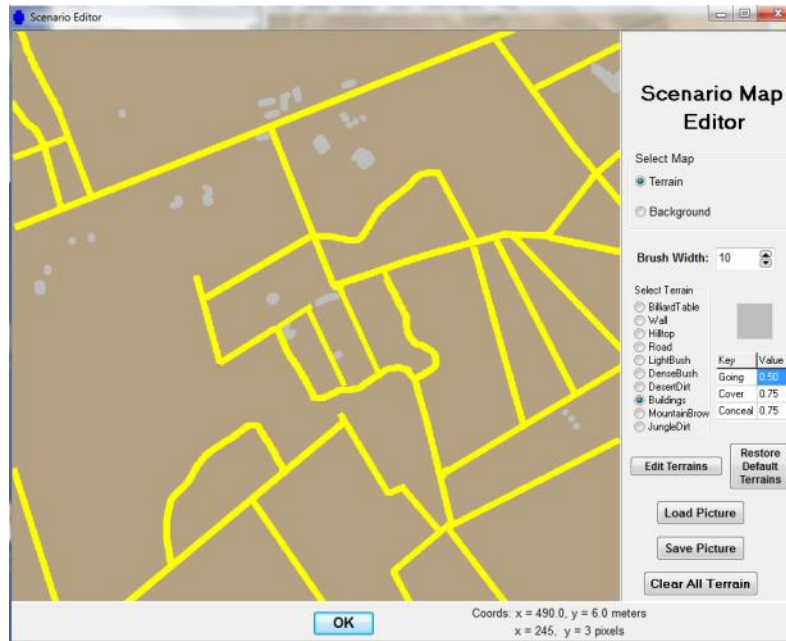 Scenario Editor
Scenario Map
Editor
Select Map
Terrain
Background
Brush Width: 10
Select Terrain
BilliardTable
Wall
Hilltop
Road
LightBush
DenseBush
DesertDirt
Buildings
MountainBrow
JungleDirt
Key Value
Going 0.50
Cover 0.75
Conceal 0.75
Edit Terrains
Restore
Default
Terrains
Load Picture
Save Picture
Clear All Terrain
OK
Coords: x = 490.0, y = 6.0 meters
x = 245, y = 3 pixels